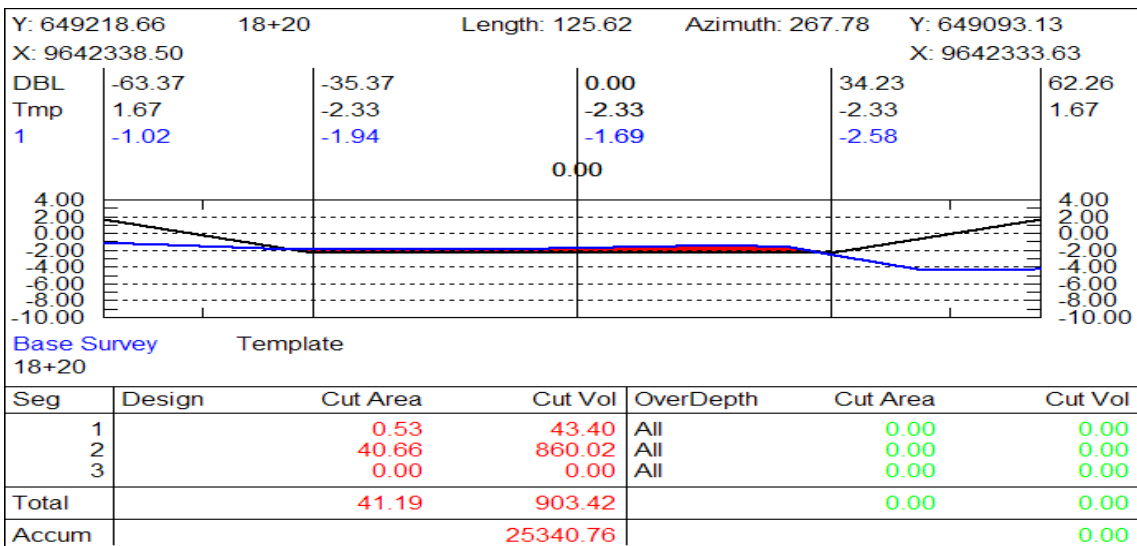 Y: 649218.66 18+20 Length: 125.62 Azimuth: 267.78 Y: 649093.13
X: 9642338.50 X: 9642333.63
DBL -63.37 -35.37 0.00 34.23 62.26
Tmp 1.67 -2.33 -2.33 -2.33 1.67
1 -1.02 -1.94 -1.69 -2.58
0.00
4.00 4.00
2.00 2.00
0.00 0.00
-2.00 -2.00
-4.00 -4.00
-6.00 -6.00
-8.00 -8.00
-10.00 -10.00
Base Survey Template
18+20
Seg Design Cut Area Cut Vol OverDepth Cut Area Cut Vol
1 0.53 43.40 All 0.00 0.00
2 40.66 860.02 All 0.00 0.00
3 0.00 0.00 All 0.00 0.00
Total 41.19 903.42 0.00 0.00
Accum 25340.76 0.00